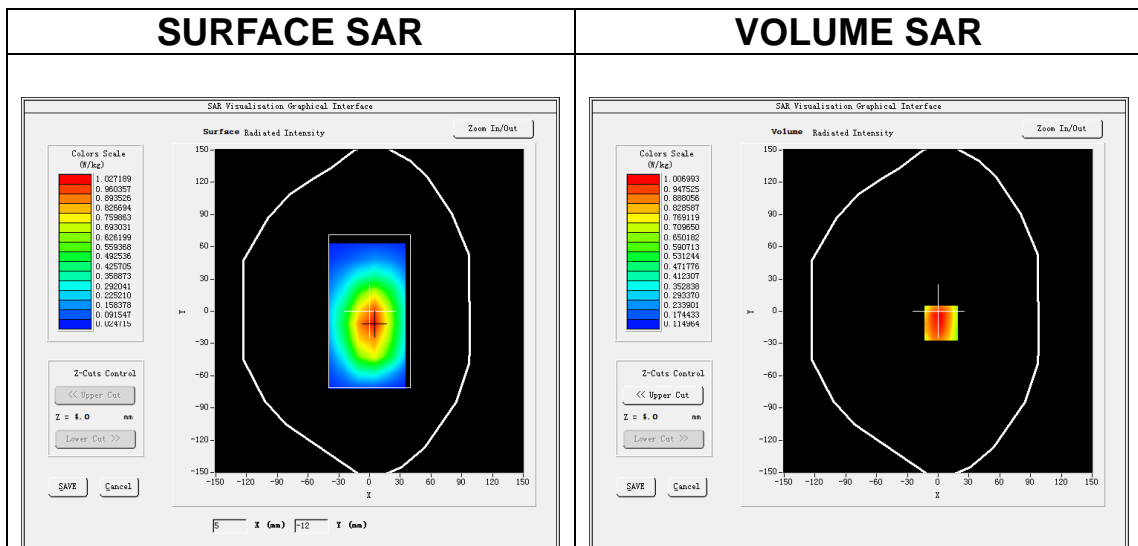 SURFACE SAR
VOLUME SAR
SAR Visualisation Graphical Interface
Surface Radiated Intensity
Zoom In/Out
Colors Scale
(W/kg)
1.027189
0.960357
0.893526
0.826694
0.759863
0.693031
0.626199
0.559368
0.492536
0.425705
0.358873
0.292041
0.225210
0.158378
0.091547
0.024715
150
120
90
60
30
0
-30
-60
-90
-120
-150
Y
-150 -120 -90 -60 -30 0 30 60 90 120 150
X
Z-Cuts Control
<< Upper Cut
Z = 4.0 mm
Lower Cut >>
SAVE
Cancel
5 X (mm) -12 Y (mm)
SAR Visualisation Graphical Interface
Volume Radiated Intensity
Zoom In/Out
Colors Scale
(W/kg)
1.006993
0.947525
0.888056
0.828587
0.769119
0.709650
0.650182
0.590713
0.531244
0.471776
0.412307
0.352838
0.293370
0.233901
0.174433
0.114964
150
120
90
60
30
0
-30
-60
-90
-120
-150
Y
-150 -120 -90 -60 -30 0 30 60 90 120 150
X
Z-Cuts Control
<< Upper Cut
Z = 4.0 mm
Lower Cut >>
SAVE
Cancel